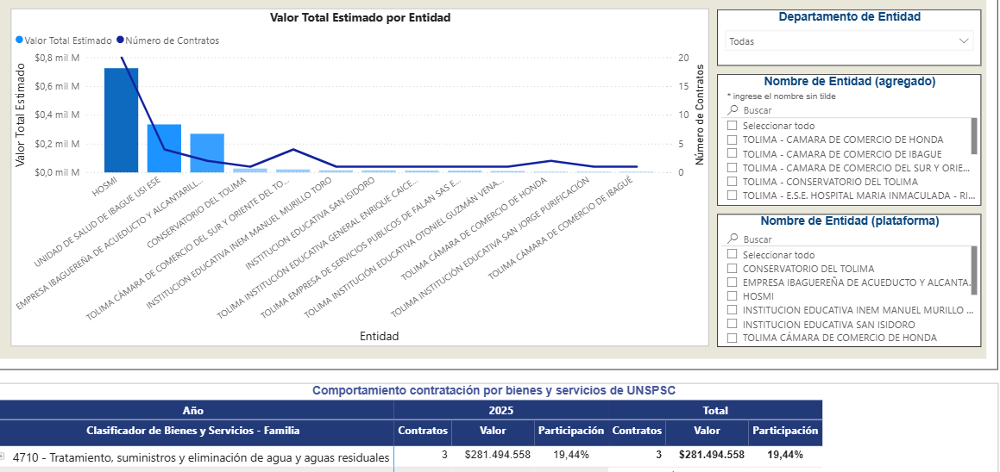 Valor Total Estimado por Entidad
Valor Total Estimado
Número de Contratos
Valor Total Estimado
$0,8 mil M
$0,6 mil M
$0,4 mil M
$0,2 mil M
$0,0 mil M
20
15
10
5
0
Número de Contratos
HOSMI
UNIDAD DE SALUD DE IBAGUE USI ESE
EMPRESA IBAGUEREÑA DE ACUEDUCTO Y ALCANTARILL...
CONSERVATORIO DEL TOLIMA
TOLIMA CÁMARA DE COMERCIO DEL SUR Y ORIENTE DEL TO...
INSTITUCION EDUCATIVA INEM MANUEL MURILLO TORO
INSTITUCION EDUCATIVA SAN ISIDORO
TOLIMA INSTITUCIÓN EDUCATIVA GENERAL ENRIQUE CAICE...
TOLIMA EMPRESA DE SERVICIOS PUBLICOS DE FALAN SAS E...
TOLIMA INSTITUCIÓN EDUCATIVA OTONIEL GUZMÁN VENA...
TOLIMA CÁMARA DE COMERCIO DE HONDA
TOLIMA INSTITUCIÓN EDUCATIVA SAN JORGE PURIFICACIÓN
TOLIMA CÁMARA DE COMERCIO DE IBAGUÉ
Entidad
Departamento de Entidad
Todas
Nombre de Entidad (agregado)
* ingrese el nombre sin tilde
Buscar
Seleccionar todo
TOLIMA - CAMARA DE COMERCIO DE HONDA
TOLIMA - CAMARA DE COMERCIO DE IBAGUE
TOLIMA - CAMARA DE COMERCIO DEL SUR Y ORIE...
TOLIMA - CONSERVATORIO DEL TOLIMA
TOLIMA - E.S.E. HOSPITAL MARIA INMACULADA - RI...
Nombre de Entidad (plataforma)
Buscar
Seleccionar todo
CONSERVATORIO DEL TOLIMA
EMPRESA IBAGUEREÑA DE ACUEDUCTO Y ALCANTA...
HOSMI
INSTITUCION EDUCATIVA INEM MANUEL MURILLO ...
INSTITUCION EDUCATIVA SAN ISIDORO
TOLIMA CÁMARA DE COMERCIO DE HONDA
Comportamiento contratación por bienes y servicios de UNSPSC
Año 2025 Total
Clasificador de Bienes y Servicios - Familia Contratos Valor Participación Contratos Valor Participación
4710 - Tratamiento, suministros y eliminación de agua y aguas residuales 3 $281.494.558 19,44% 3 $281.494.558 19,44%